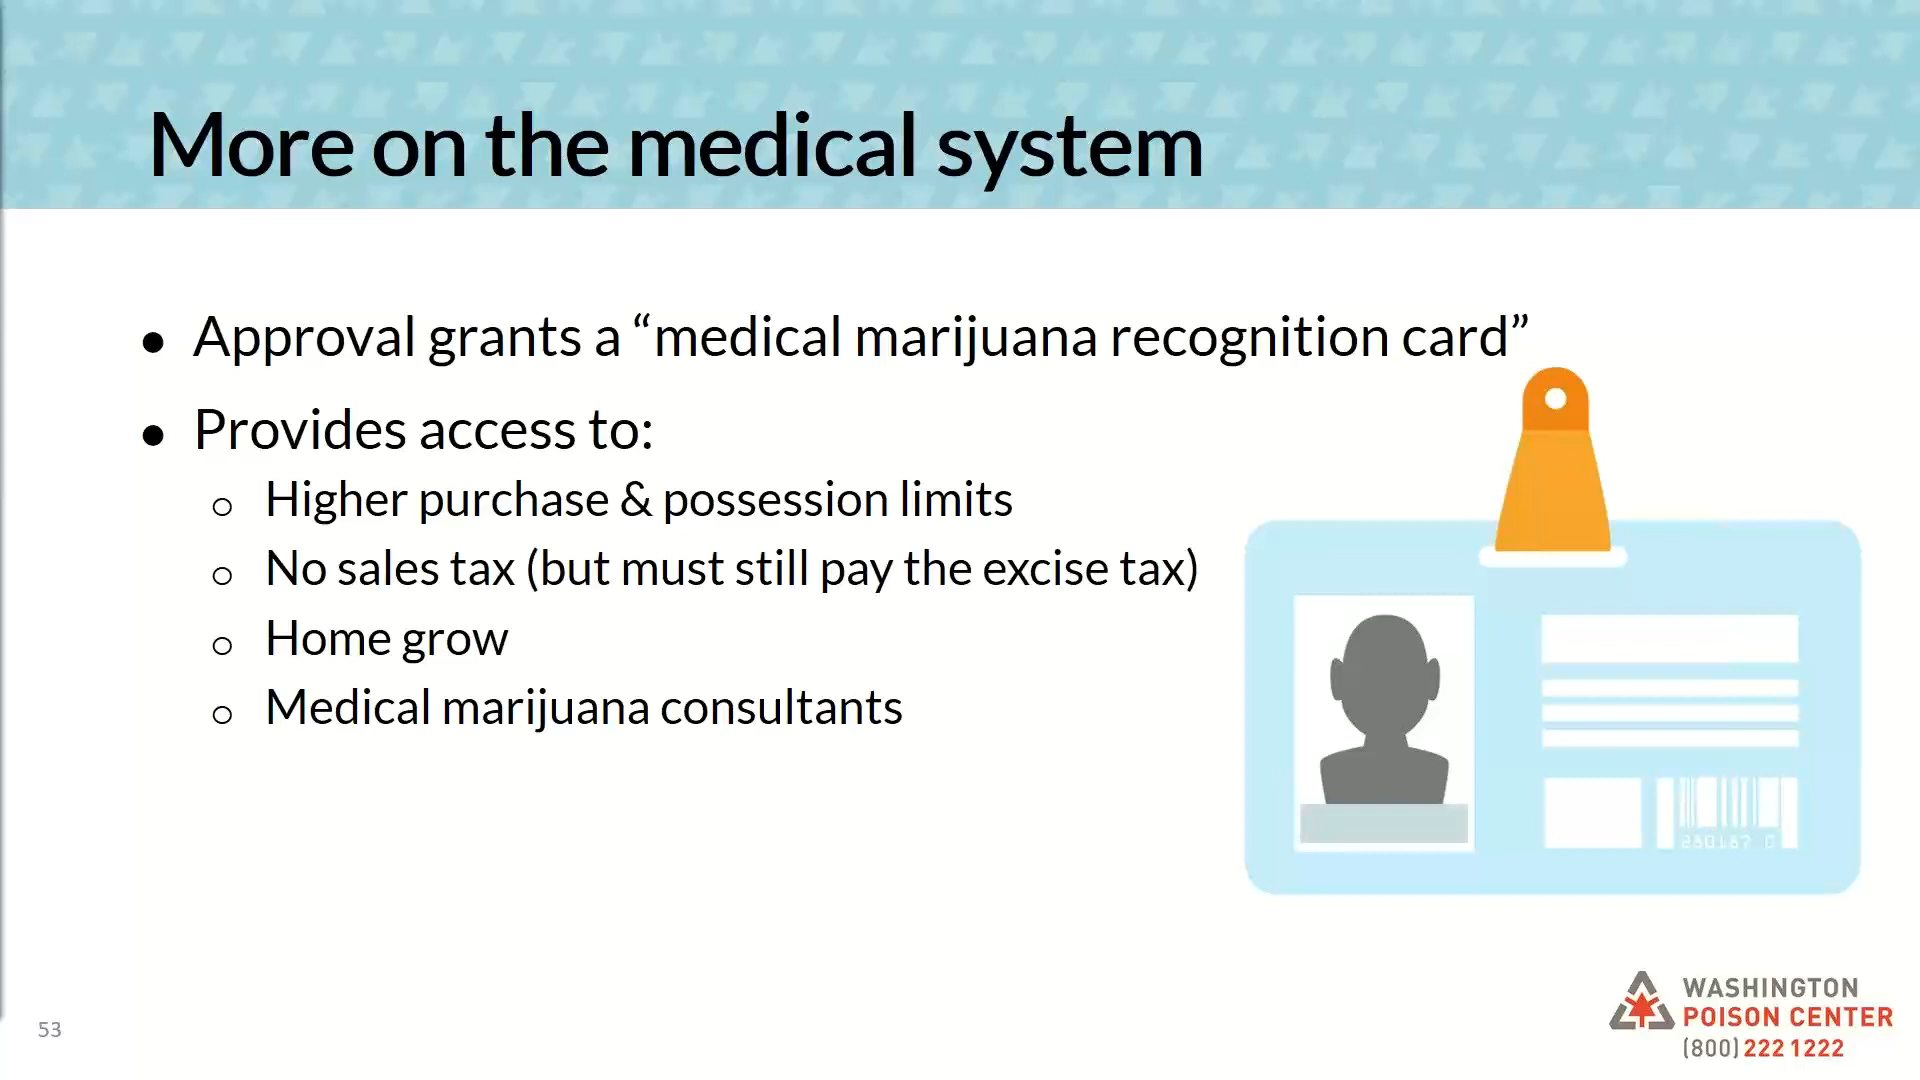 More on the medical system
● Approval grants a “medical marijuana recognition card”
● Provides access to:
○ Higher purchase & possession limits
○ No sales tax (but must still pay the excise tax)
○ Home grow
○ Medical marijuana consultants
53
WASHINGTON
POISON CENTER
(800) 222 1222